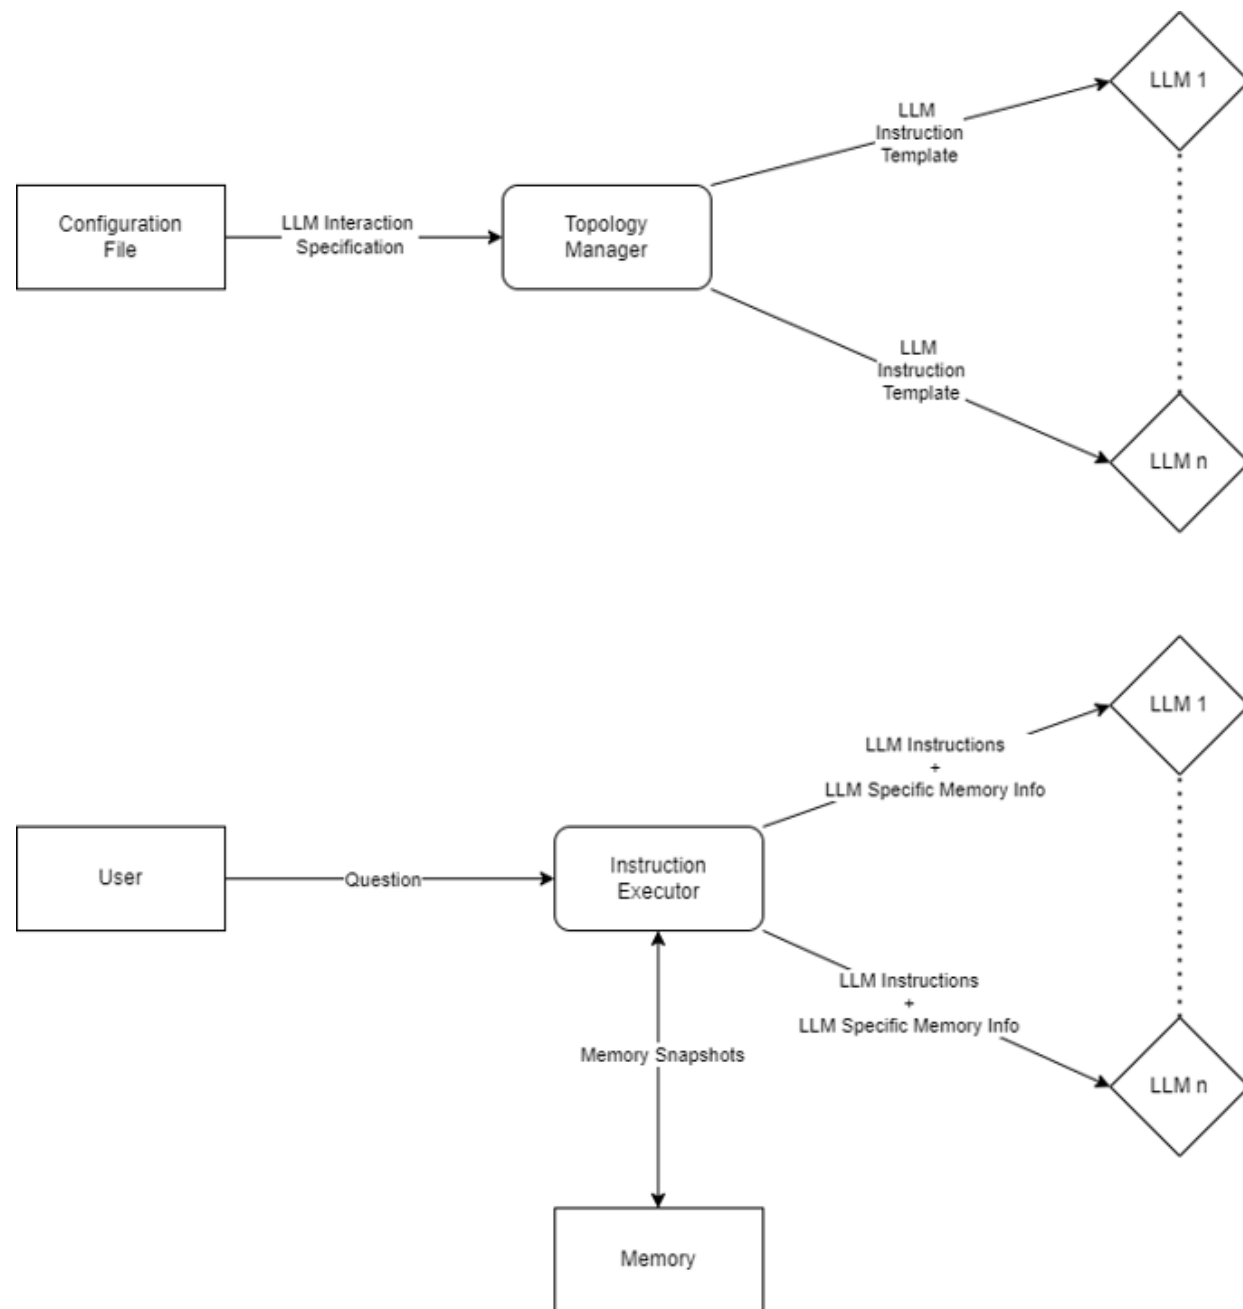 LLM 1
LLM
Instruction
Template
Configuration
File
LLM Interaction
Specification
Topology
Manager
LLM
Instruction
Template
LLM n
LLM 1
LLM Instructions
+
LLM Specific Memory Info
User
Question
Instruction
Executor
LLM Instructions
+
LLM Specific Memory Info
Memory Snapshots
LLM n
Memory